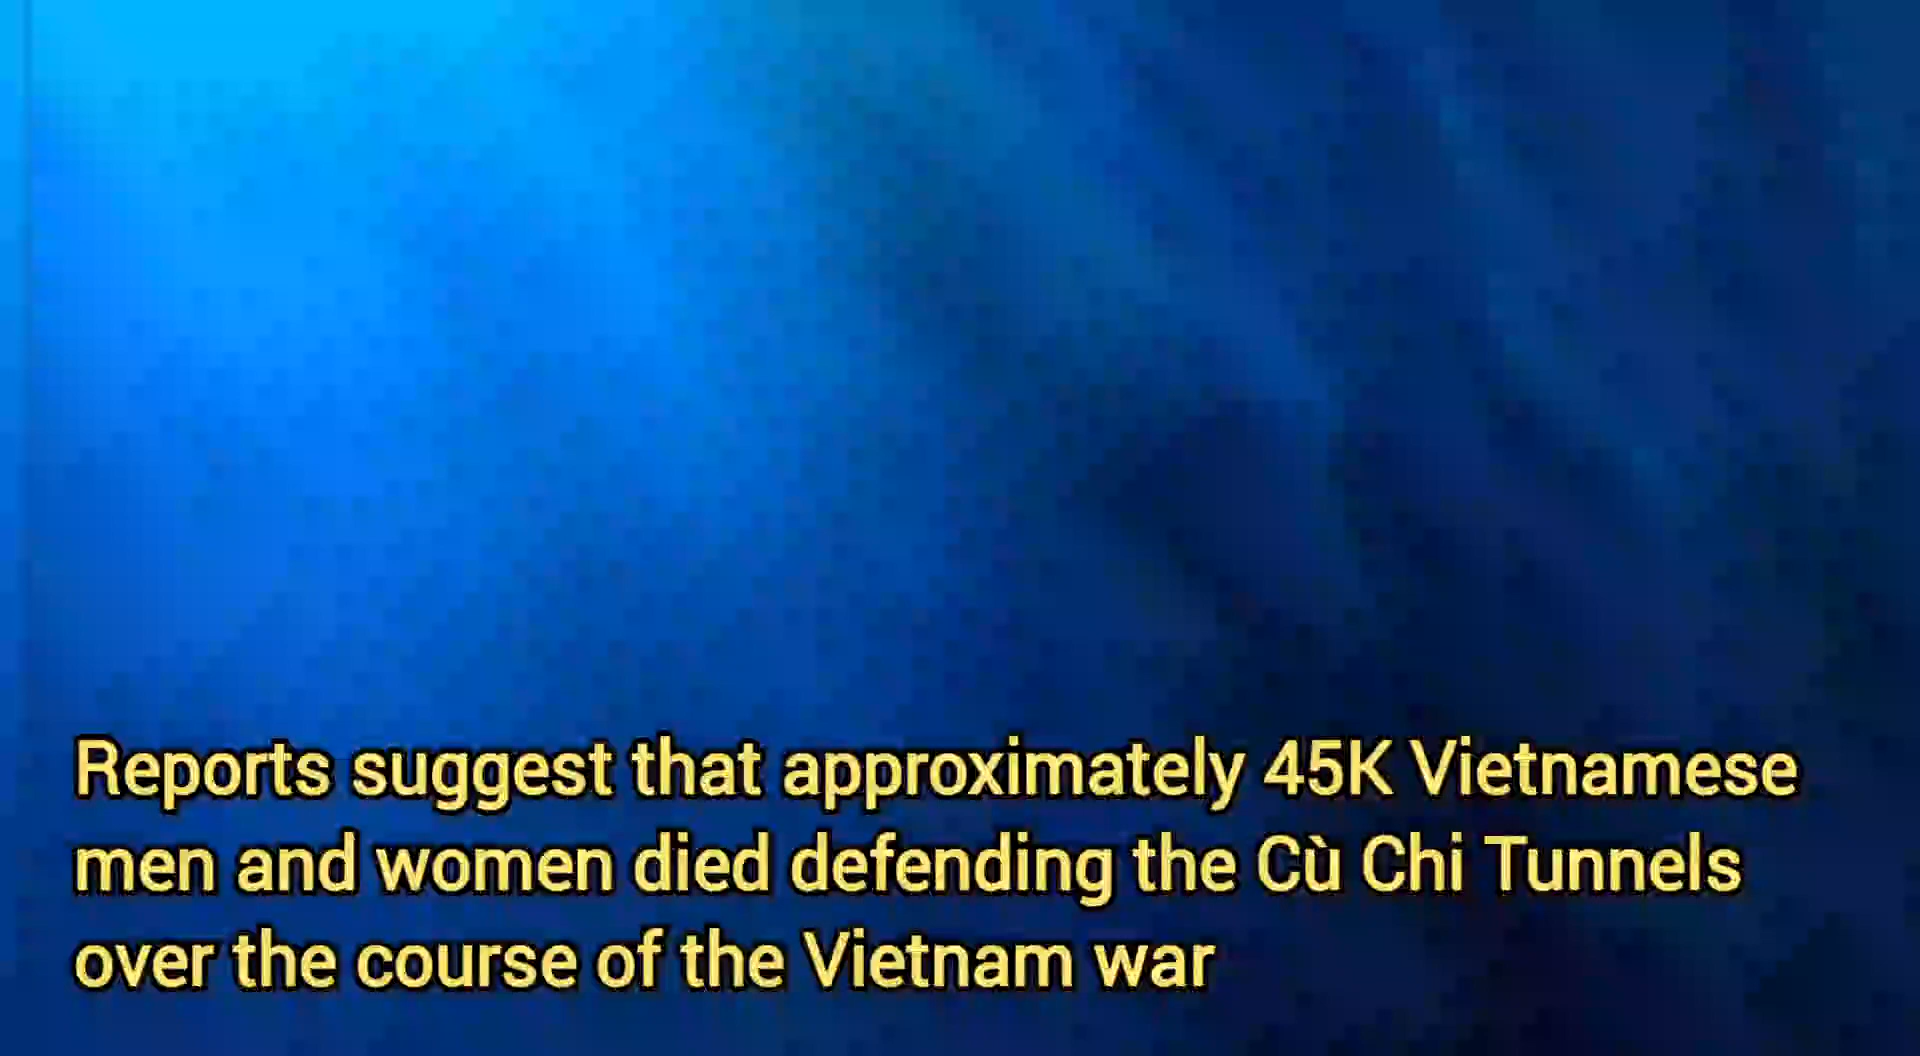 Reports suggest that approximately 45K Vietnamese
men and women died defending the Cù Chi Tunnels
over the course of the Vietnam war